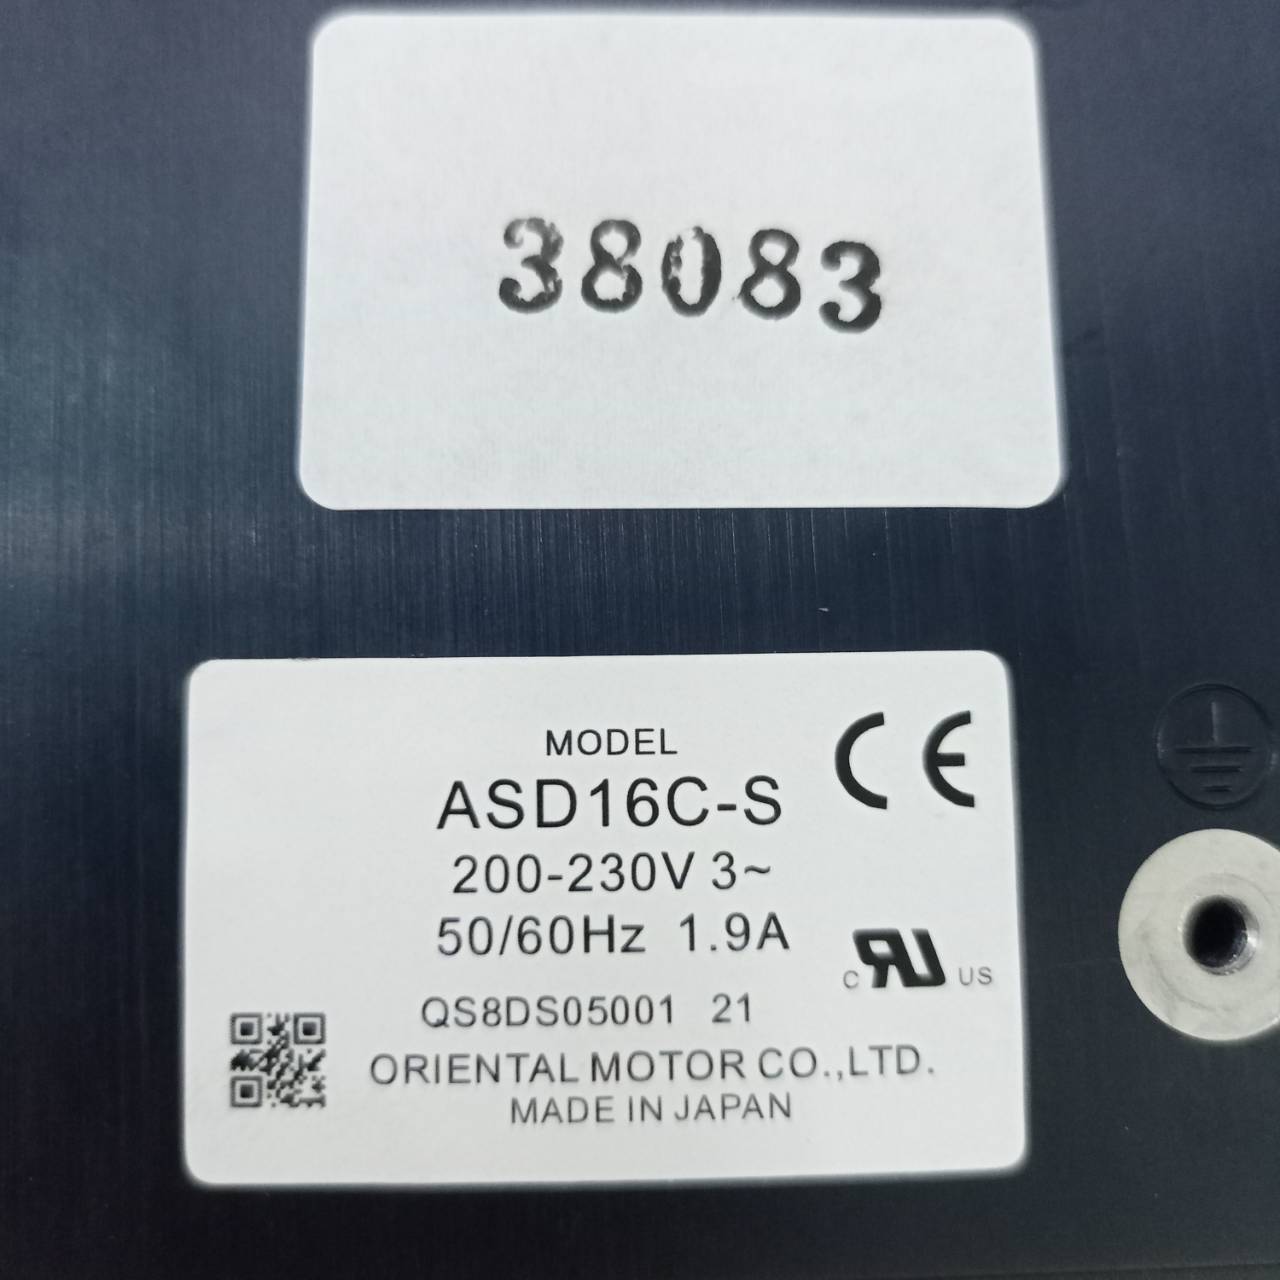 38083
MODEL
ASD16C-S
CE
200-230V 3~
50/60Hz 1.9A
c RU US
QS8DS05001 21
ORIENTAL MOTOR CO.,LTD.
MADE IN JAPAN